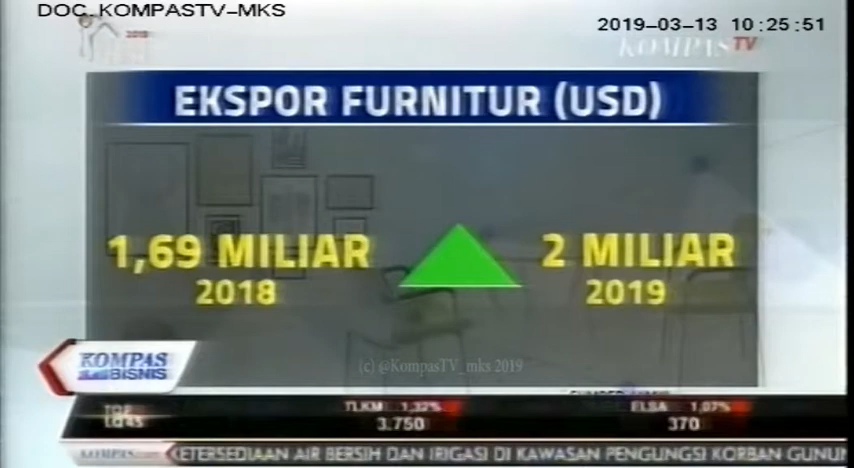 DOC_KOMPASTV-MKS
2019-03-13 10:25:51
KOMPASTV
EKSPOR FURNITUR (USD)
1,69 MILIAR
2018
2 MILIAR
2019
KOMPAS
BISNIS
(c) @KompasTV_mks 2019
TLKM 1,32%
3.750
ELSA 1,07%
370
LQ45
KOMPAS
KETERSEDIAAN AIR BERSIH DAN IRIGASI DI KAWASAN PENGUNGSI KORBAN GUNUN